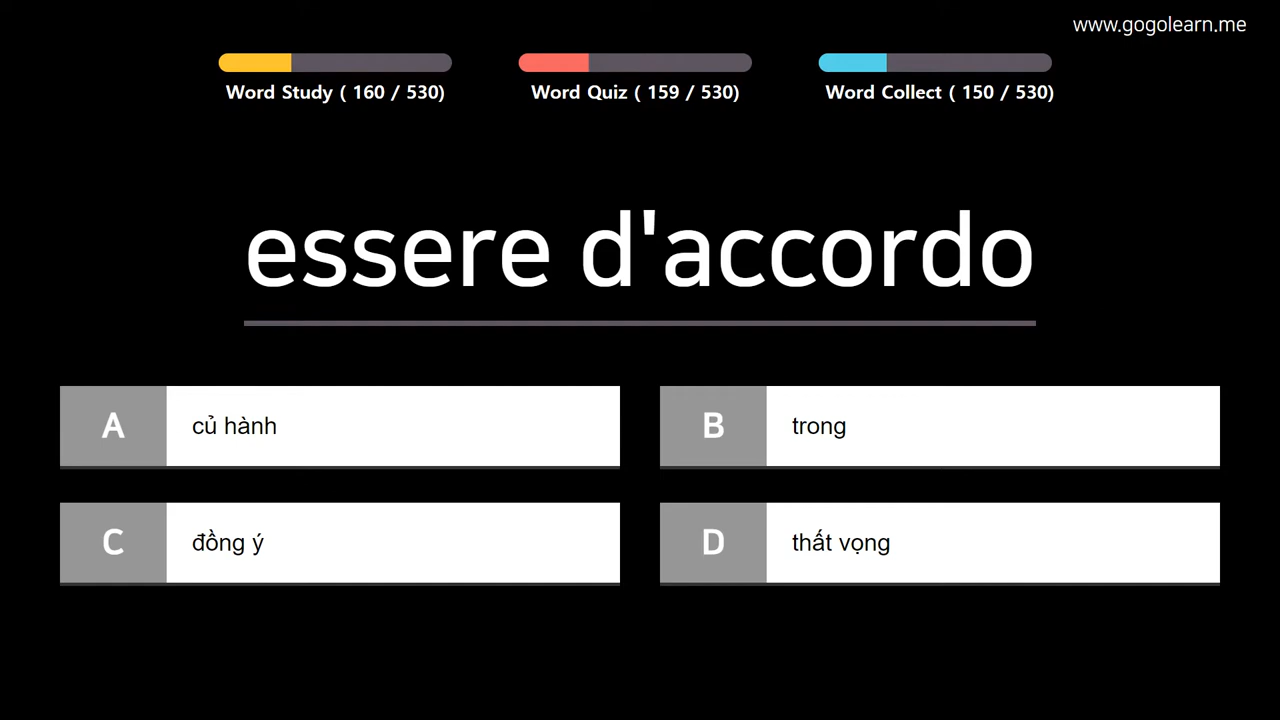 www.gogolearn.me
Word Study ( 160 / 530)
Word Quiz ( 159 / 530)
Word Collect ( 150 / 530)
essere d'accordo
A củ hành
B trong
C đồng ý
D thất vọng